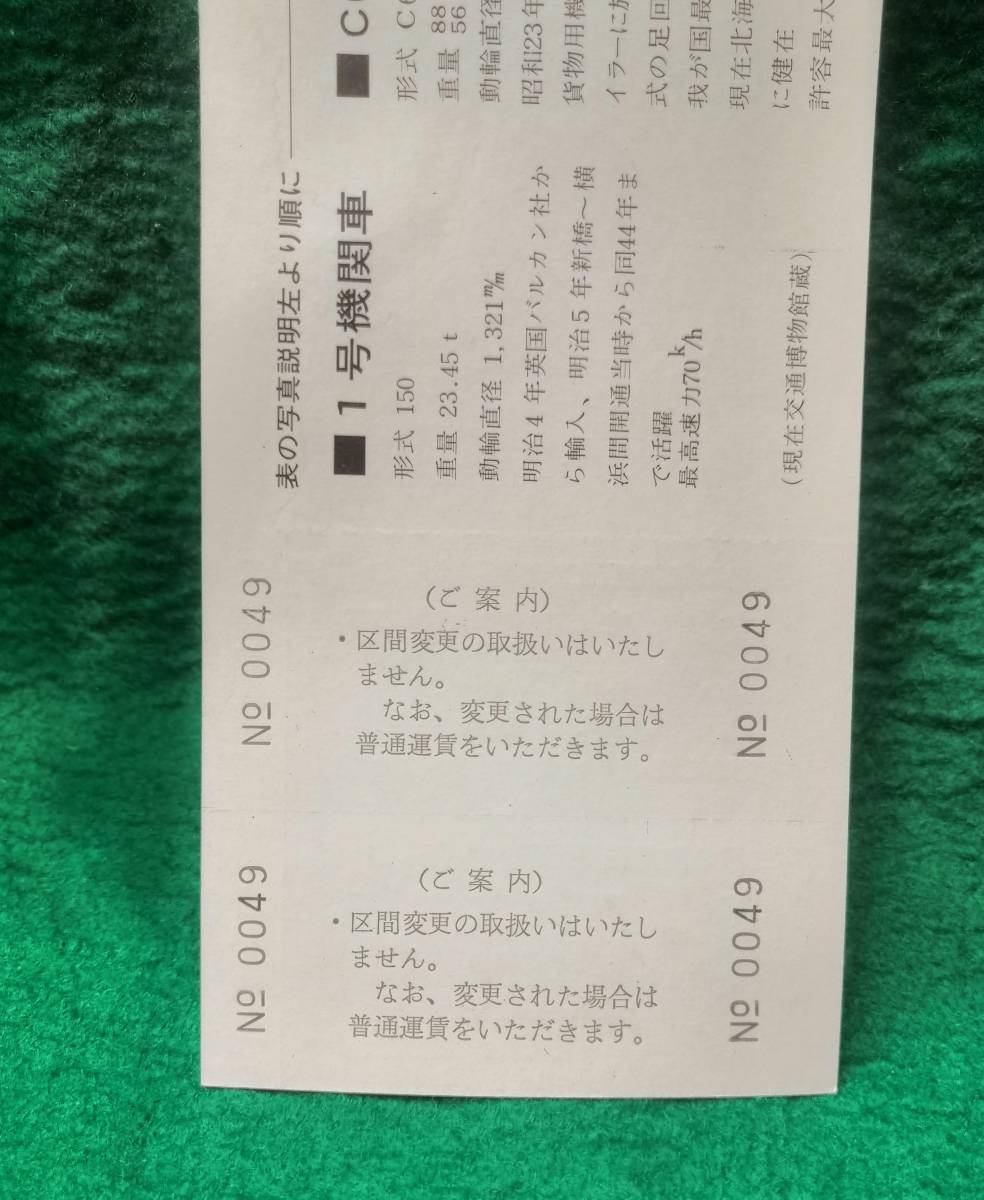 表の写真説明左より順に
■1号機関車
形式 150
重量 23.45 t
動輪直径 1,321m/m
明治4年英国バルカン社か
ら輸入、明治5年新橋～横
浜間開通当時から同44年ま
で活躍
最高速力70k/h
(現在交通博物館蔵)
■C6
形式 C6
重量 88
56
動輪直径
昭和23年
貨物用機
イラーに
式の足回
我が国最
現在北海
に健在
許容最大
№ 0049
(ご案内)
・区間変更の取扱いはいたし
ません。
なお、変更された場合は
普通運賃をいただきます。
№ 0049
№ 0049
(ご案内)
・区間変更の取扱いはいたし
ません。
なお、変更された場合は
普通運賃をいただきます。
№ 0049